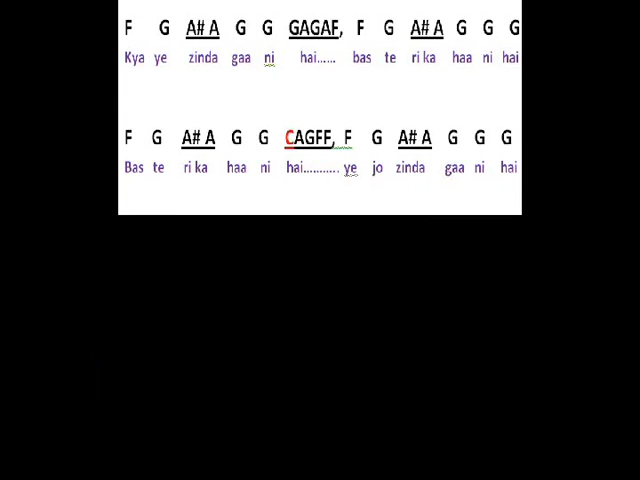 F G A# A G G GAGAF, F G A# A G G G
Kya ye zinda gaa ni hai...... bas te ri ka haa ni hai
F G A# A G G CAGFF, F G A# A G G G
Bas te ri ka haa ni hai........... ye jo zinda gaa ni hai